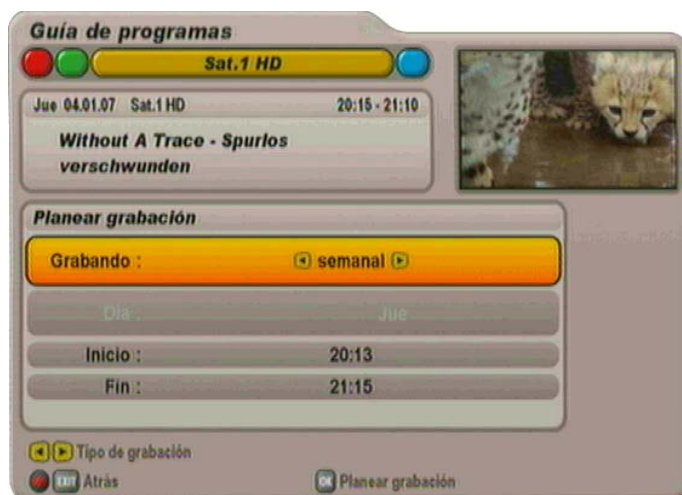 Guía de programas
Sat.1 HD
Jue 04.01.07 Sat.1 HD 20:15 - 21:10
Without A Trace - Spurlos
verschwunden
Planear grabación
Grabando : semanal
Día : Jue
Inicio : 20:13
Fin : 21:15
Tipo de grabación
EXIT Atrás OK Planear grabación